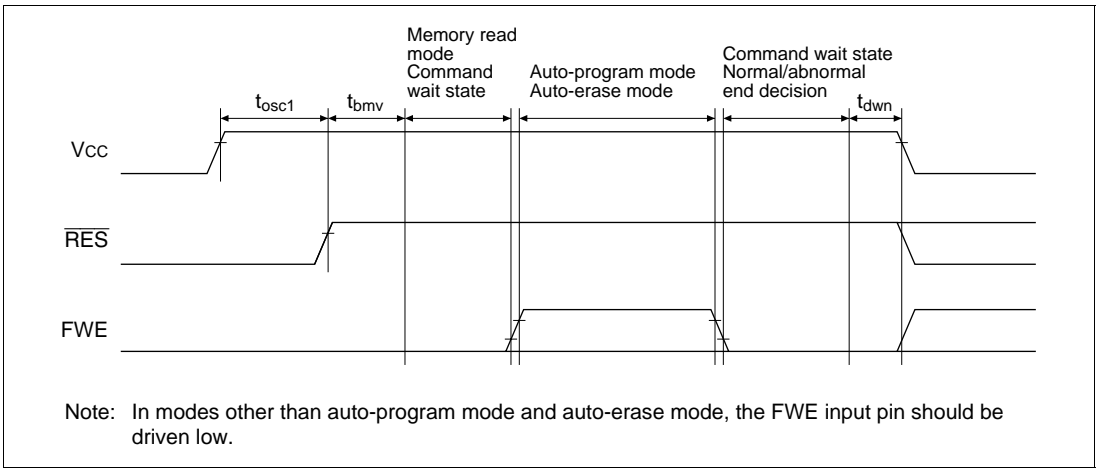 Memory read
mode
Command
wait state
Auto-program mode
Auto-erase mode
Command wait state
Normal/abnormal
end decision
tosc1
tbmv
tdwn
VCC
RES
FWE
Note: In modes other than auto-program mode and auto-erase mode, the FWE input pin should be
driven low.